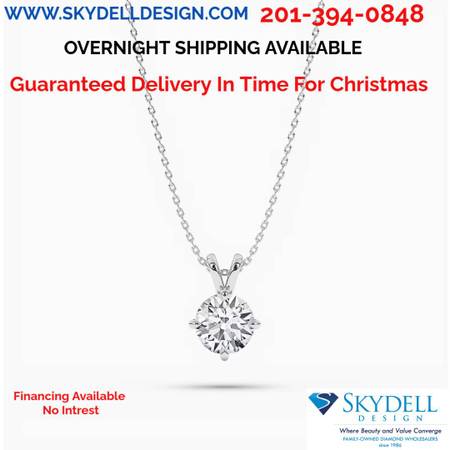 WWW.SKYDELLDESIGN.COM 201-394-0848
OVERNIGHT SHIPPING AVAILABLE
Guaranteed Delivery In Time For Christmas
Financing Available
No Intrest
SKYDELL
DESIGN
Where Beauty and Value Converge
FAMILY-OWNED DIAMOND WHOLESALERS
since 1986